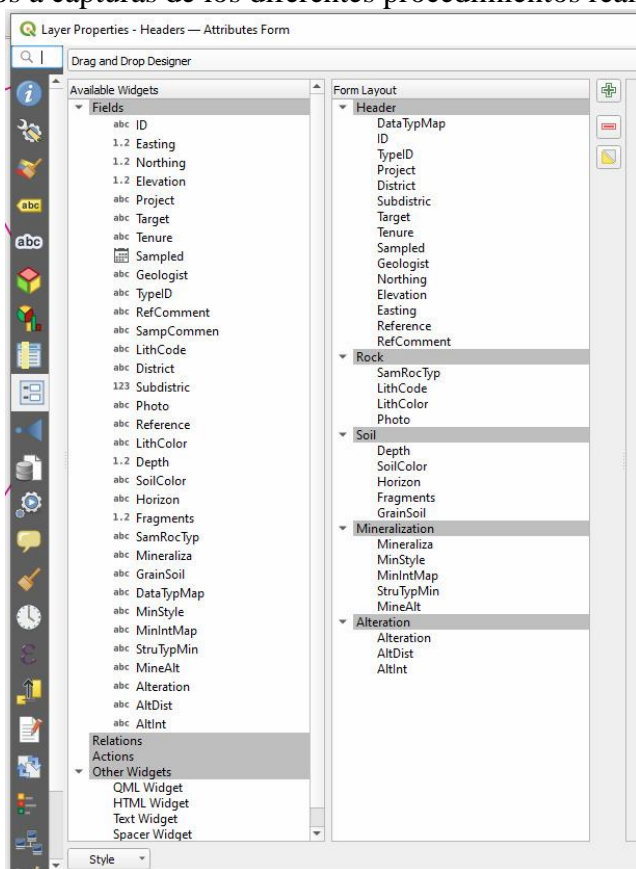 os a capturas de los diferentes procedimientos
Layer Properties - Headers — Attributes Form
Drag and Drop Designer
Available Widgets
Fields
abc ID
1.2 Easting
1.2 Northing
1.2 Elevation
abc Project
abc Target
abc Tenure
Sampled
abc Geologist
abc TypeID
abc RefComment
abc SampCommen
abc LithCode
abc District
123 Subdistric
abc Photo
abc Reference
abc LithColor
1.2 Depth
abc SoilColor
abc Horizon
1.2 Fragments
abc SamRocTyp
abc Mineraliza
abc GrainSoil
abc DataTypMap
abc MinStyle
abc MinIntMap
abc StruTypMin
abc MineAlt
abc Alteration
abc AltDist
abc AltInt
Relations
Actions
Other Widgets
QML Widget
HTML Widget
Text Widget
Spacer Widget
Form Layout
Header
DataTypMap
ID
TypeID
Project
District
Subdistric
Target
Tenure
Sampled
Geologist
Northing
Elevation
Easting
Reference
RefComment
Rock
SamRocTyp
LithCode
LithColor
Photo
Soil
Depth
SoilColor
Horizon
Fragments
GrainSoil
Mineralization
Mineraliza
MinStyle
MinIntMap
StruTypMin
MineAlt
Alteration
Alteration
AltDist
AltInt
abc
abc
Style